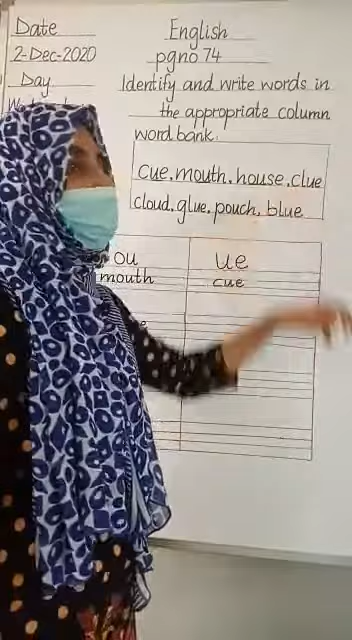 Date
English
2-Dec-2020
pg no 74
Day
Identify and write words in
the appropriate column
word bank.
cue, mouth, house, clue
cloud, glue, pouch, blue
ou
ue
mouth
cue